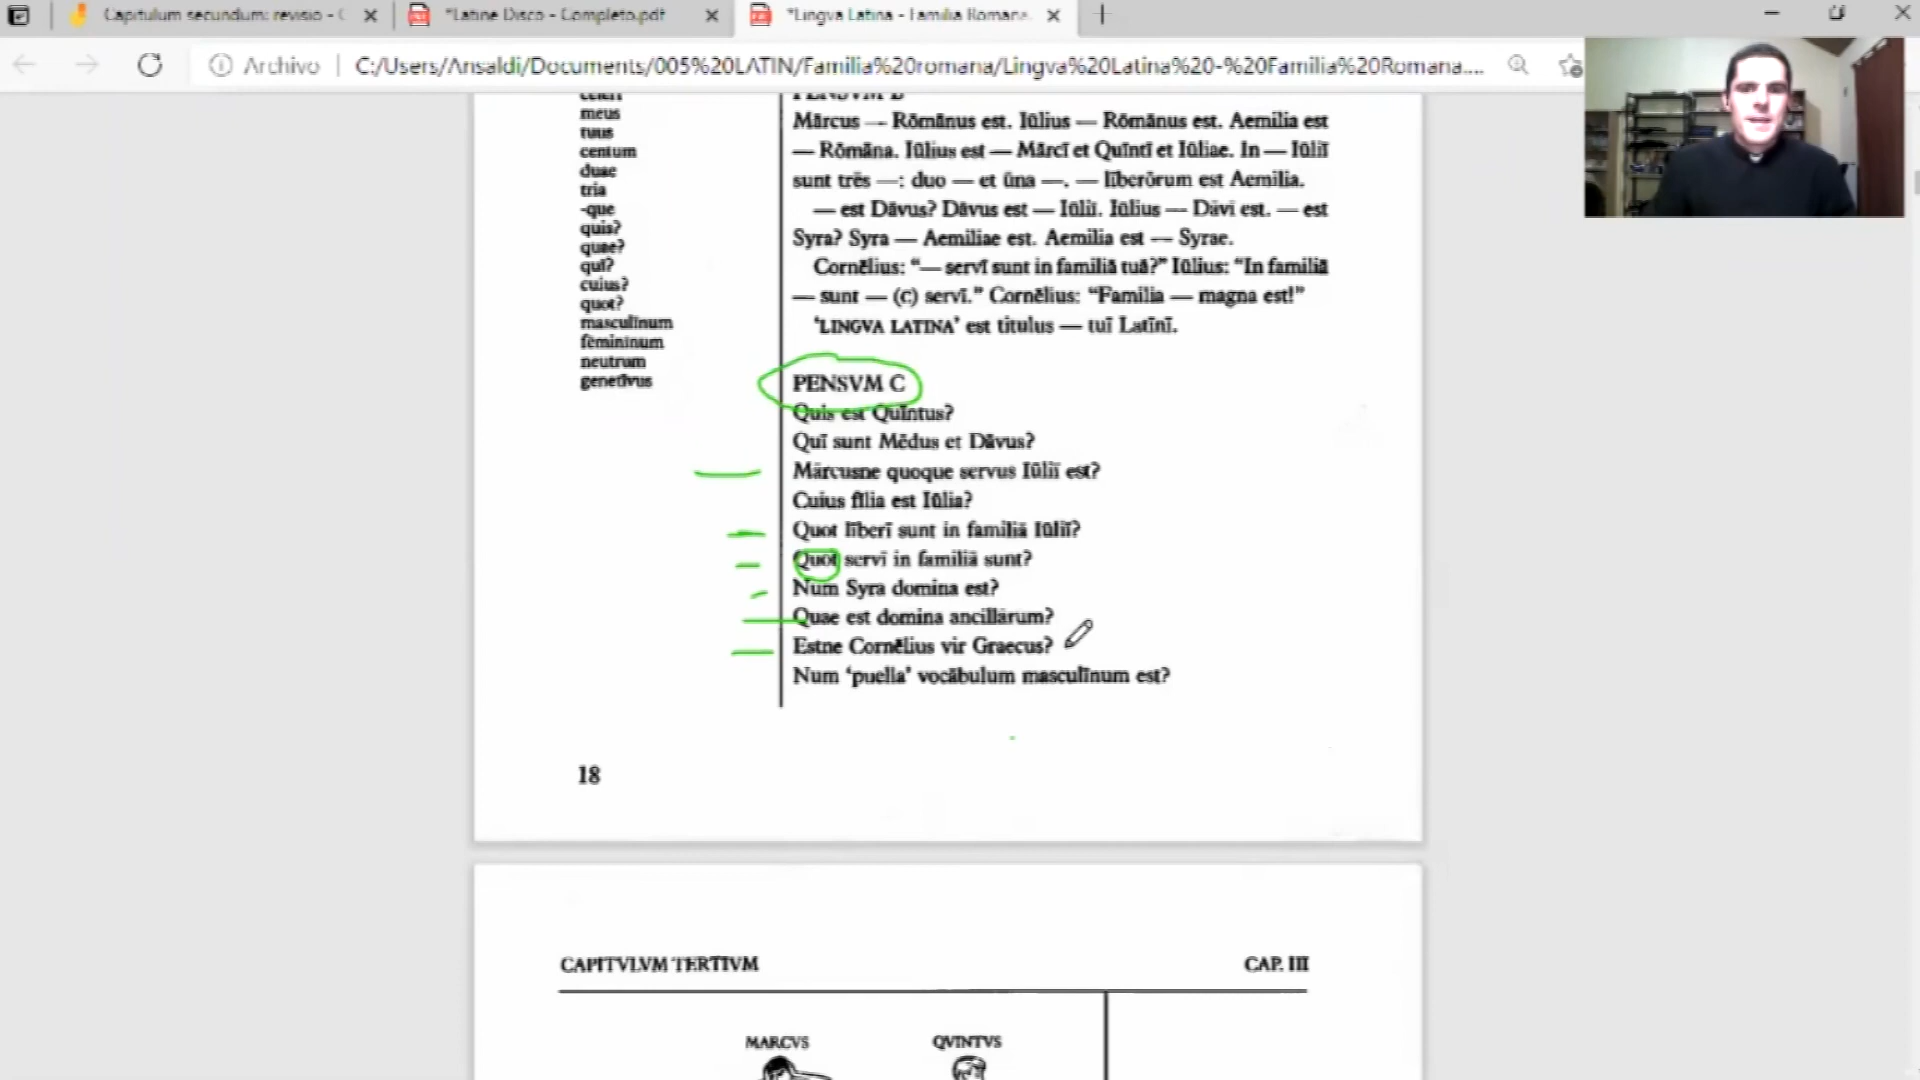 Capitulum secundum: revisio - C
*Latine Disco - Completo.pdf
*Lingva Latina - Familia Romana.
Archivo
C:/Users/Ansaldi/Documents/005%20LATIN/Familia%20romana/Lingva%20Latina%20-%20Familia%20Romana....
meus
tuus
centum
duae
tria
-que
quis?
quae?
quī?
cuius?
quot?
masculīnum
fēminīnum
neutrum
genetīvus
PENSVM B
Mārcus — Rōmānus est. Iūlius — Rōmānus est. Aemilia est
— Rōmāna. Iūlius est — Mārcī et Quīntī et Iūliae. In — Iūliī
sunt trēs —: duo — et ūna —. — līberōrum est Aemilia.
— est Dāvus? Dāvus est — Iūliī. Iūlius — Dāvī est. — est
Syra? Syra — Aemiliae est. Aemilia est — Syrae.
Cornēlius: “— servī sunt in familiā tuā?” Iūlius: “In familiā
— sunt — (C) servī.” Cornēlius: “Familia — magna est!”
‘LINGVA LATINA’ est titulus — tuī Latīnī.
PENSVM C
Quis est Quīntus?
Quī sunt Mēdus et Dāvus?
Mārcusne quoque servus Iūliī est?
Cuius fīlia est Iūlia?
Quot līberī sunt in familiā Iūliī?
Quot servī in familiā sunt?
Num Syra domina est?
Quae est domina ancillārum?
Estne Cornēlius vir Graecus?
Num ‘puella’ vocābulum masculīnum est?
18
CAPITVLVM TERTIVM
CAP. III
MARCVS
QVINTVS